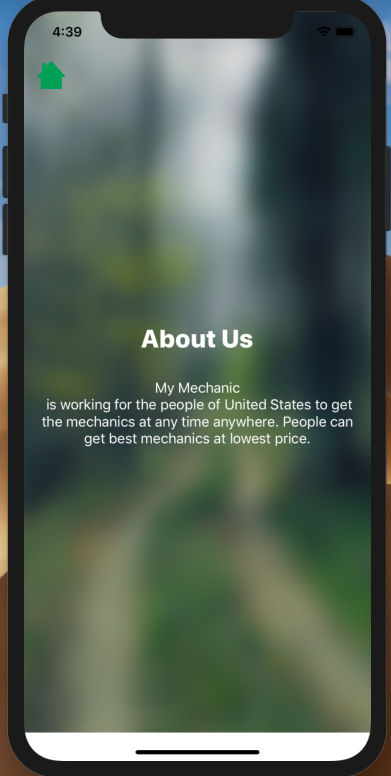 4:39
About Us
My Mechanic
is working for the people of United States to get
the mechanics at any time anywhere. People can
get best mechanics at lowest price.